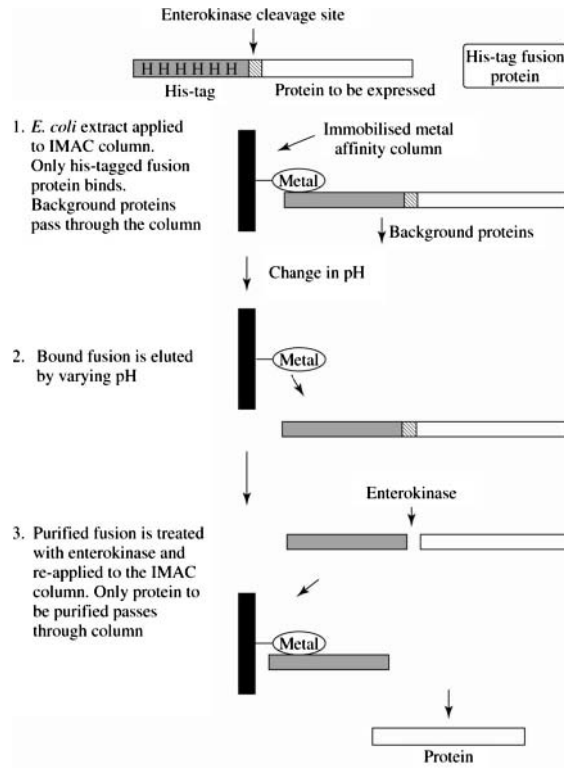 Enterokinase cleavage site
H H H H H H
His-tag
Protein to be expressed
His-tag fusion
protein
1. E. coli extract applied
to IMAC column.
Only his-tagged fusion
protein binds.
Background proteins
pass through the column
Immobilised metal
affinity column
Metal
Background proteins
Change in pH
2. Bound fusion is eluted
by varying pH
Metal
Enterokinase
3. Purified fusion is treated
with enterokinase and
re-applied to the IMAC
column. Only protein to
be purified passes
through column
Metal
Protein